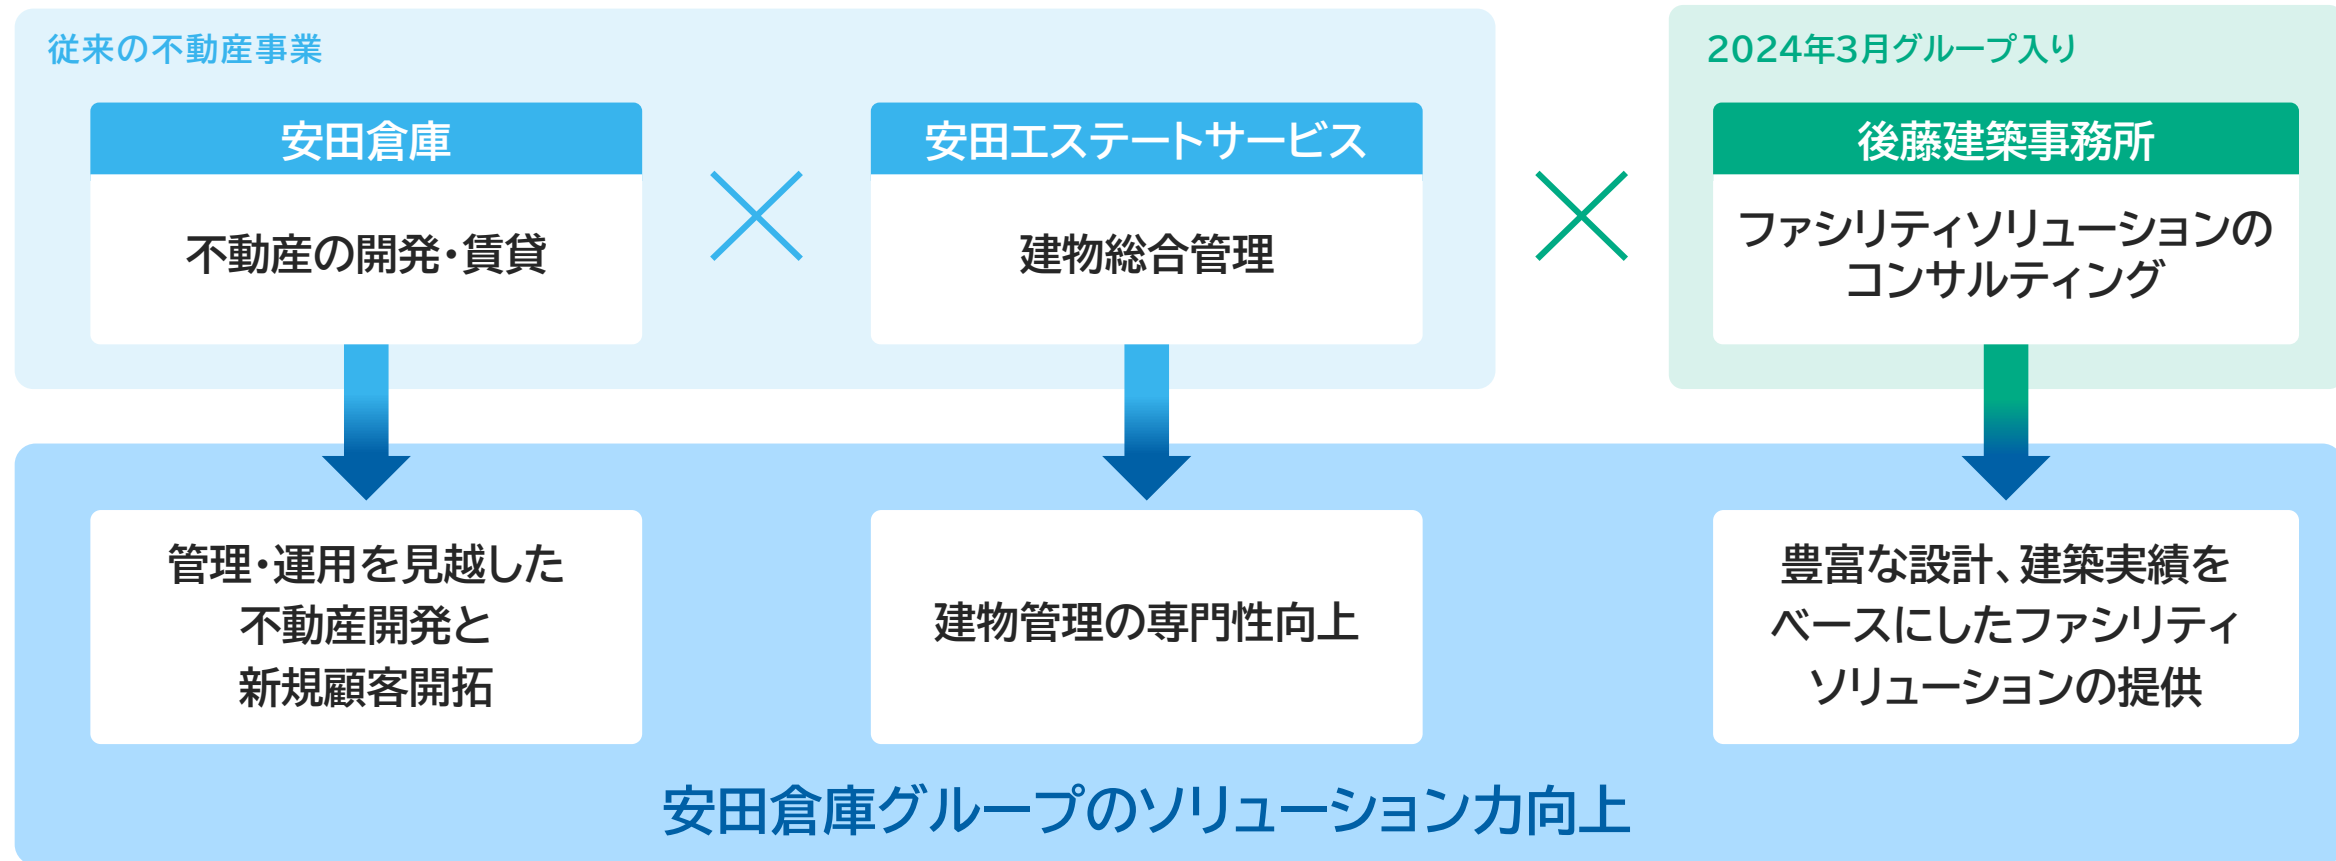 従来の不動産事業
2024年3月グループ入り
安田倉庫
不動産の開発・賃貸
安田エステートサービス
建物総合管理
後藤建築事務所
ファシリティソリューションの
コンサルティング
管理・運用を見越した
不動産開発と
新規顧客開拓
建物管理の専門性向上
豊富な設計、建築実績を
ベースにしたファシリティ
ソリューションの提供
安田倉庫グループのソリューション力向上